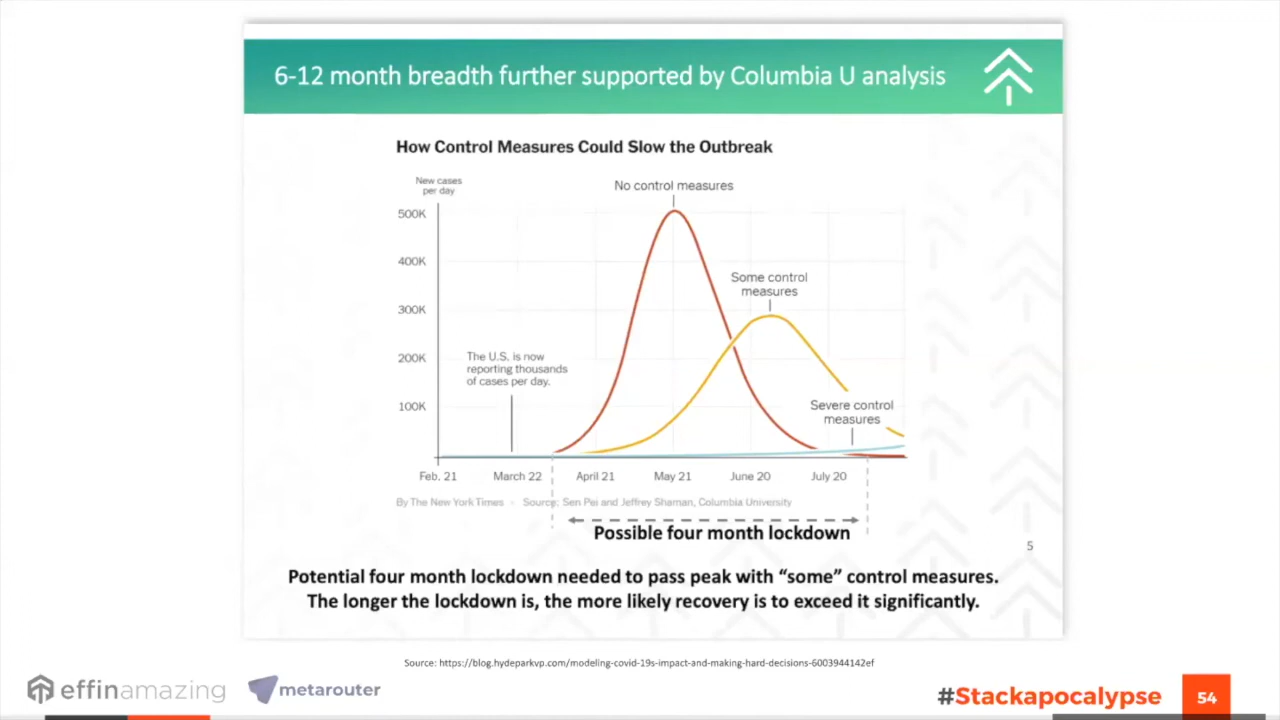 6-12 month breadth further supported by Columbia U analysis
How Control Measures Could Slow the Outbreak
New cases
per day
No control measures
500K
400K
Some control
measures
300K
The U.S. is now
reporting thousands
of cases per day.
200K
100K
Severe control
measures
Feb. 21
March 22
April 21
May 21
June 20
July 20
By The New York Times - Source: Sen Pei and Jeffrey Shaman, Columbia University
Possible four month lockdown
5
Potential four month lockdown needed to pass peak with “some” control measures.
The longer the lockdown is, the more likely recovery is to exceed it significantly.
Source: https://blog.hydeparkvp.com/modeling-covid-19s-impact-and-making-hard-decisions-6003944142ef
effinamazing
metarouter
#Stackapocalypse
54